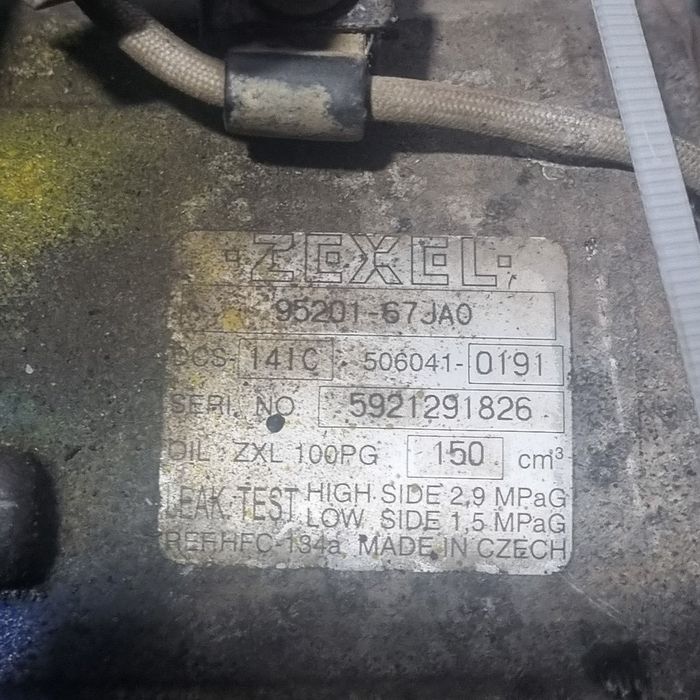 ZEXEL
95201-67JA0
DCS- 141C 506041- 0191
SERI. NO. 5921291826
OIL : ZXL 100PG 150 cm³
LEAK TEST HIGH SIDE 2,9 MPaG
LOW SIDE 1,5 MPaG
REF.HFC-134a MADE IN CZECH